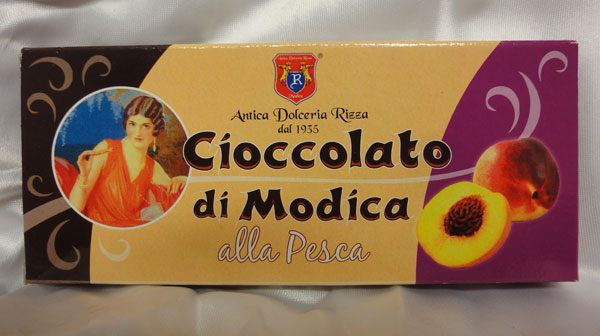 R
®
Antica Dolceria Rizza
dal 1935
Cioccolato
di Modica
alla Pesca